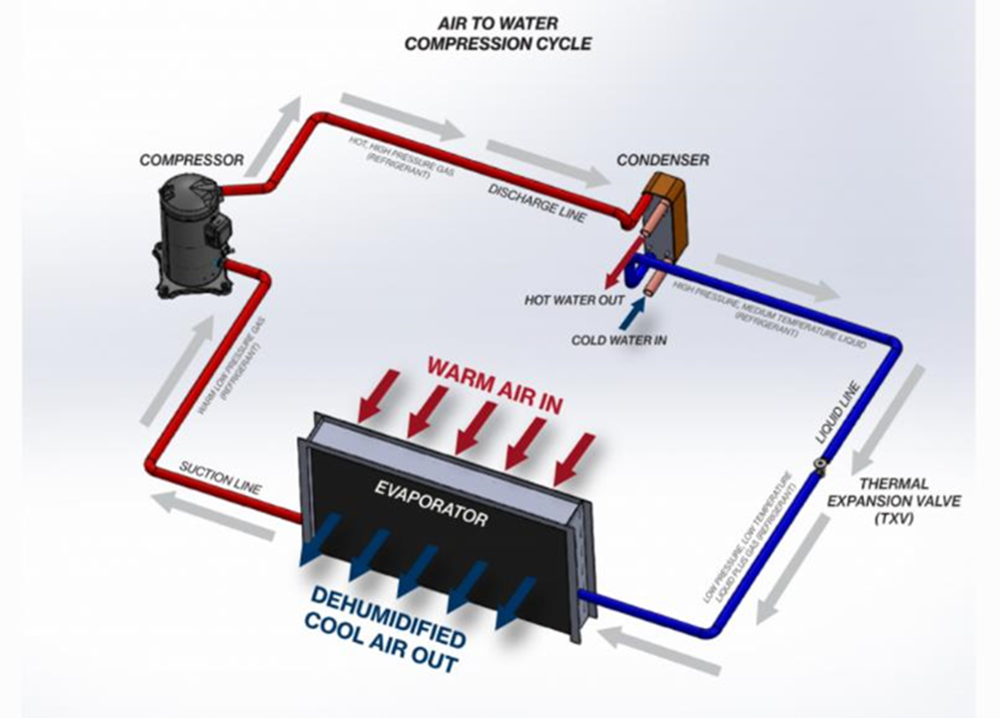 AIR TO WATER
COMPRESSION CYCLE
COMPRESSOR
HOT, HIGH PRESSURE GAS
(REFRIGERANT)
DISCHARGE LINE
CONDENSER
HOT WATER OUT
COLD WATER IN
HIGH PRESSURE, MEDIUM TEMPERATURE LIQUID
(REFRIGERANT)
LIQUID LINE
THERMAL
EXPANSION VALVE
(TXV)
LOW PRESSURE, LOW TEMPERATURE
LIQUID PLUS GAS (REFRIGERANT)
WARM AIR IN
EVAPORATOR
DEHUMIDIFIED
COOL AIR OUT
SUCTION LINE
WARM LOW PRESSURE GAS
(REFRIGERANT)